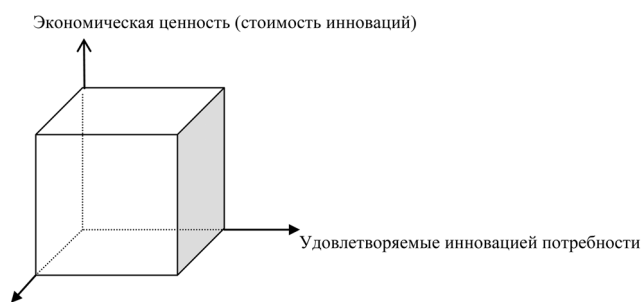 Экономическая ценность (стоимость инноваций)
Удовлетворяемые инновацией потребности